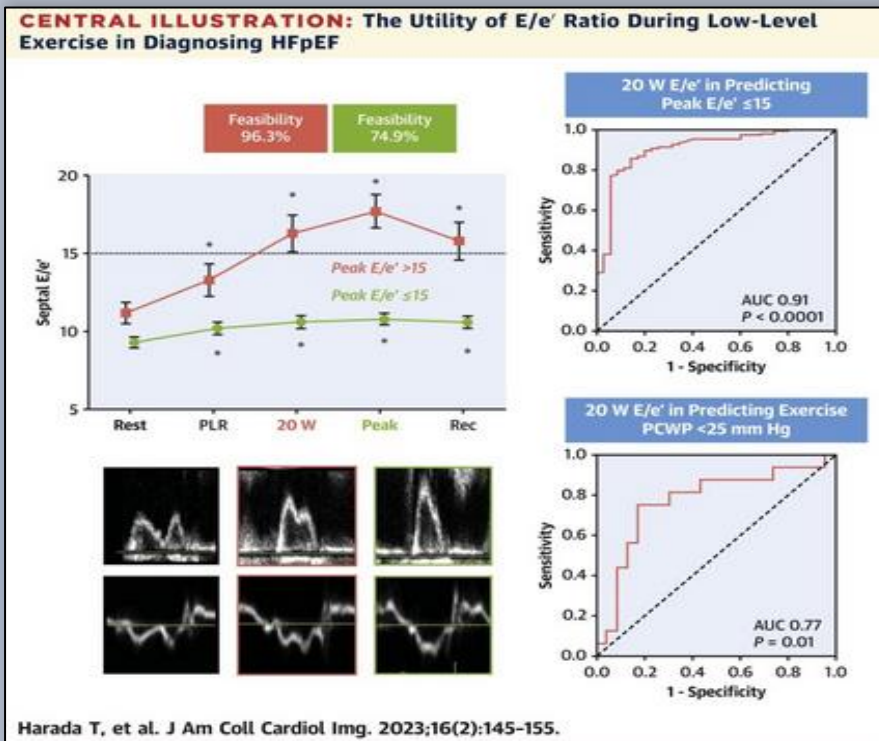 CENTRAL ILLUSTRATION: The Utility of E/e′ Ratio During Low-Level
Exercise in Diagnosing HFpEF
Feasibility
96.3%
Feasibility
74.9%
20
15
10
5
Septal E/e′
*
*
*
*
Peak E/e′ >15
Peak E/e′ ≤15
*
*
*
*
Rest
PLR
20 W
Peak
Rec
20 W E/e′ in Predicting
Peak E/e′ ≤15
1.0
0.8
0.6
0.4
0.2
0.0
Sensitivity
AUC 0.91
P < 0.0001
0.0
0.2
0.4
0.6
0.8
1.0
1 - Specificity
20 W E/e′ in Predicting Exercise
PCWP <25 mm Hg
1.0
0.8
0.6
0.4
0.2
0.0
Sensitivity
AUC 0.77
P = 0.01
0.0
0.2
0.4
0.6
0.8
1.0
1 - Specificity
Harada T, et al. J Am Coll Cardiol Img. 2023;16(2):145–155.